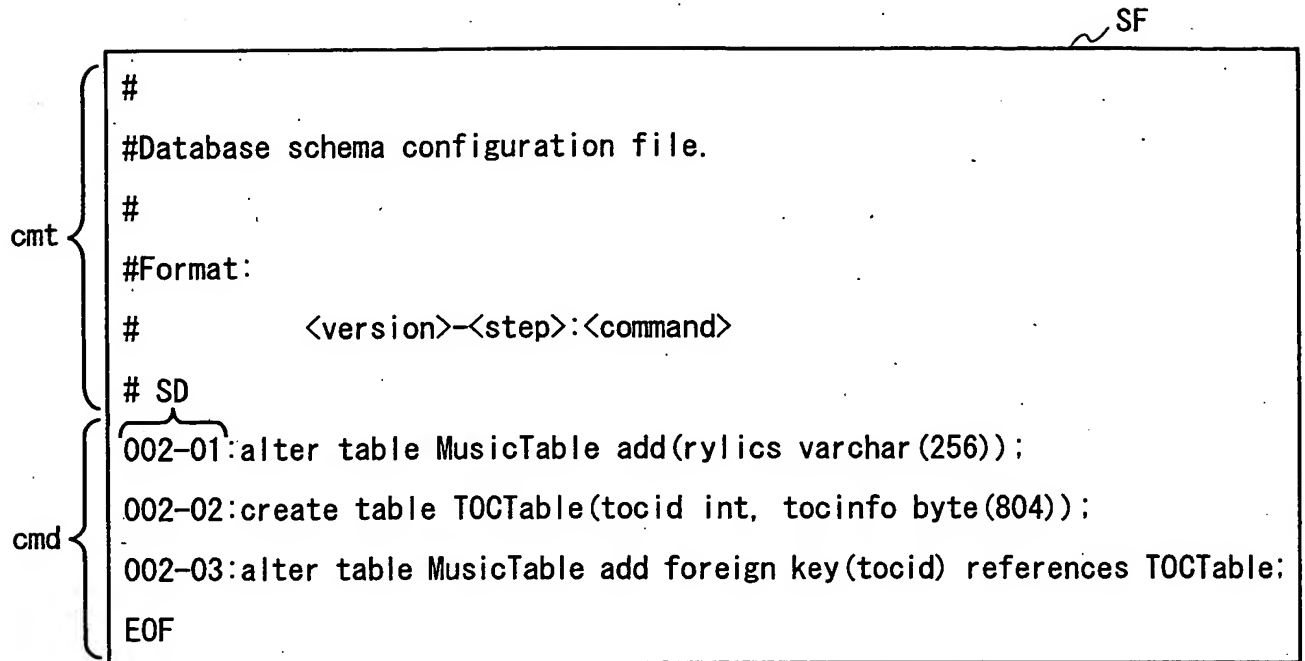 SF
#
#Database schema configuration file.
#
cmt
#Format:
# <version>-<step>:<command>
# SD
002-01:alter table MusicTable add(rylics varchar(256));
002-02:create table TOCTable(tocid int, tocinfo byte(804));
cmd
002-03:alter table MusicTable add foreign key(tocid) references TOCTable;
EOF